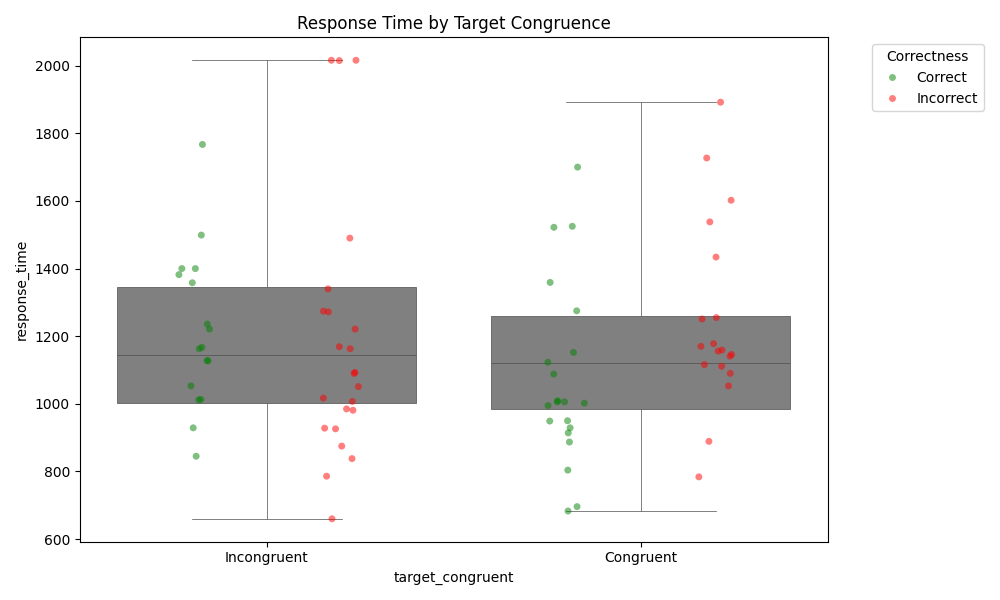 Response Time by Target Congruence
Correctness
Correct
Incorrect
response_time
2000
1800
1600
1400
1200
1000
800
600
Incongruent
Congruent
target_congruent